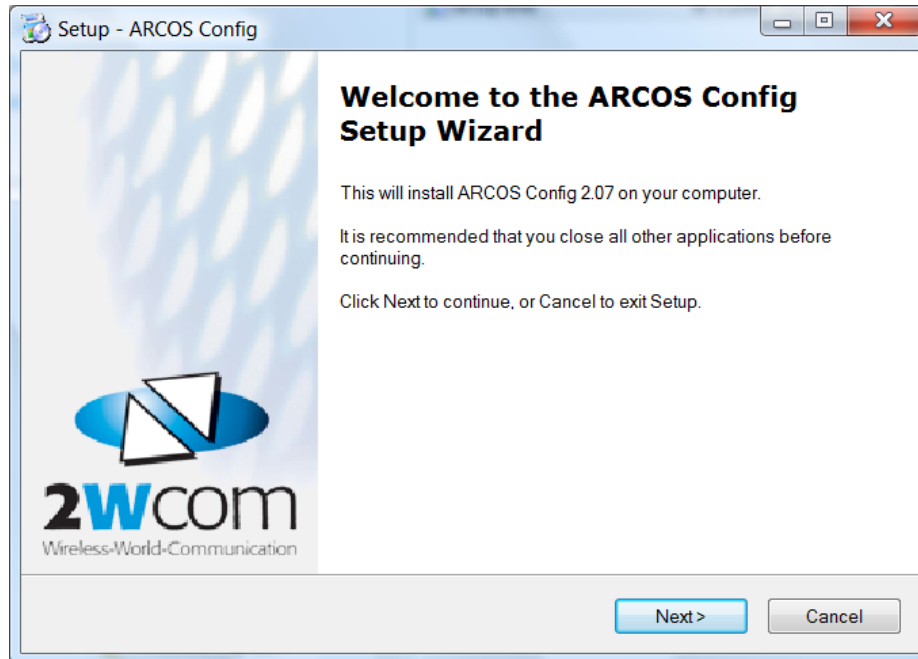 Setup - ARCOS Config
Welcome to the ARCOS Config
Setup Wizard
This will install ARCOS Config 2.07 on your computer.
It is recommended that you close all other applications before
continuing.
Click Next to continue, or Cancel to exit Setup.
2wcom
Wireless-World-Communication
Next >
Cancel